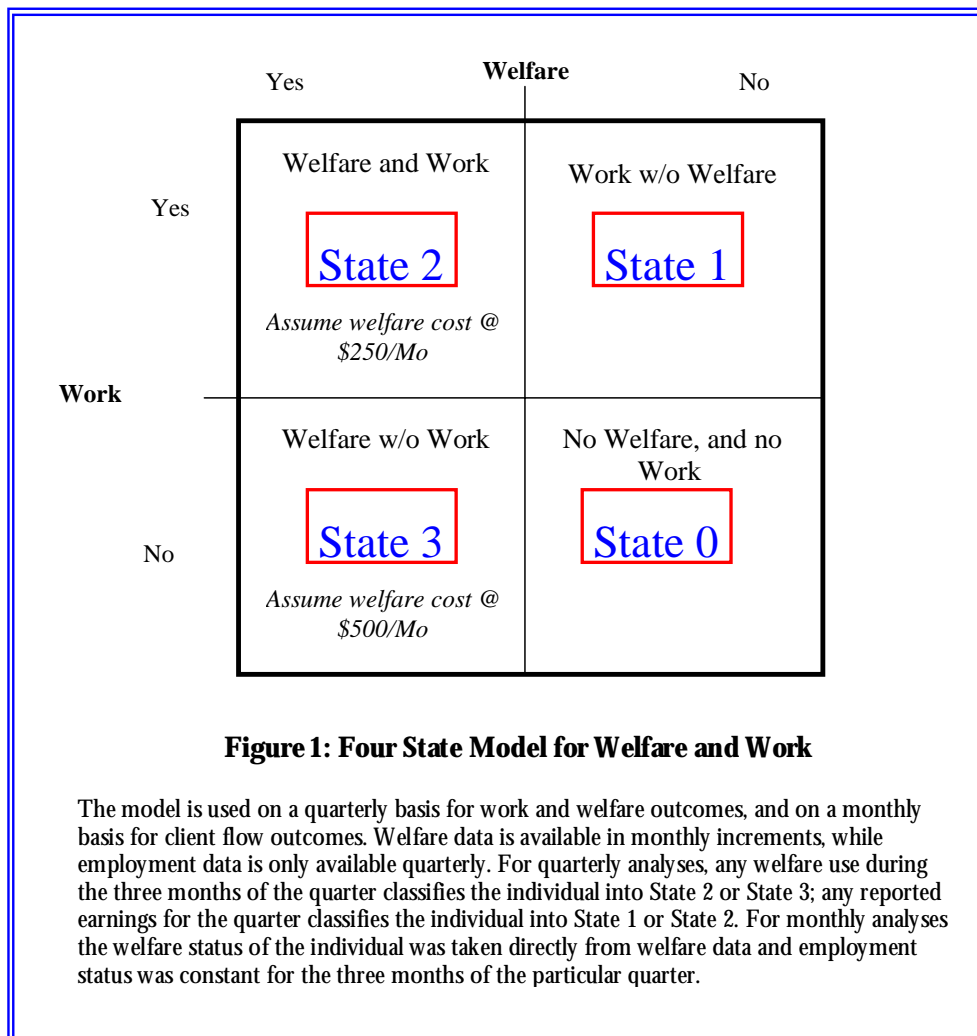 Welfare
Yes
No
Welfare and Work
Work w/o Welfare
Yes
State 2
State 1
Assume welfare cost @
$250/Mo
Work
Welfare w/o Work
No Welfare, and no
Work
No
State 3
State 0
Assume welfare cost @
$500/Mo
Figure 1: Four State Model for Welfare and Work
The model is used on a quarterly basis for work and welfare outcomes, and on a monthly
basis for client flow outcomes. Welfare data is available in monthly increments, while
employment data is only available quarterly. For quarterly analyses, any welfare use during
the three months of the quarter classifies the individual into State 2 or State 3; any reported
earnings for the quarter classifies the individual into State 1 or State 2. For monthly analyses
the welfare status of the individual was taken directly from welfare data and employment
status was constant for the three months of the particular quarter.